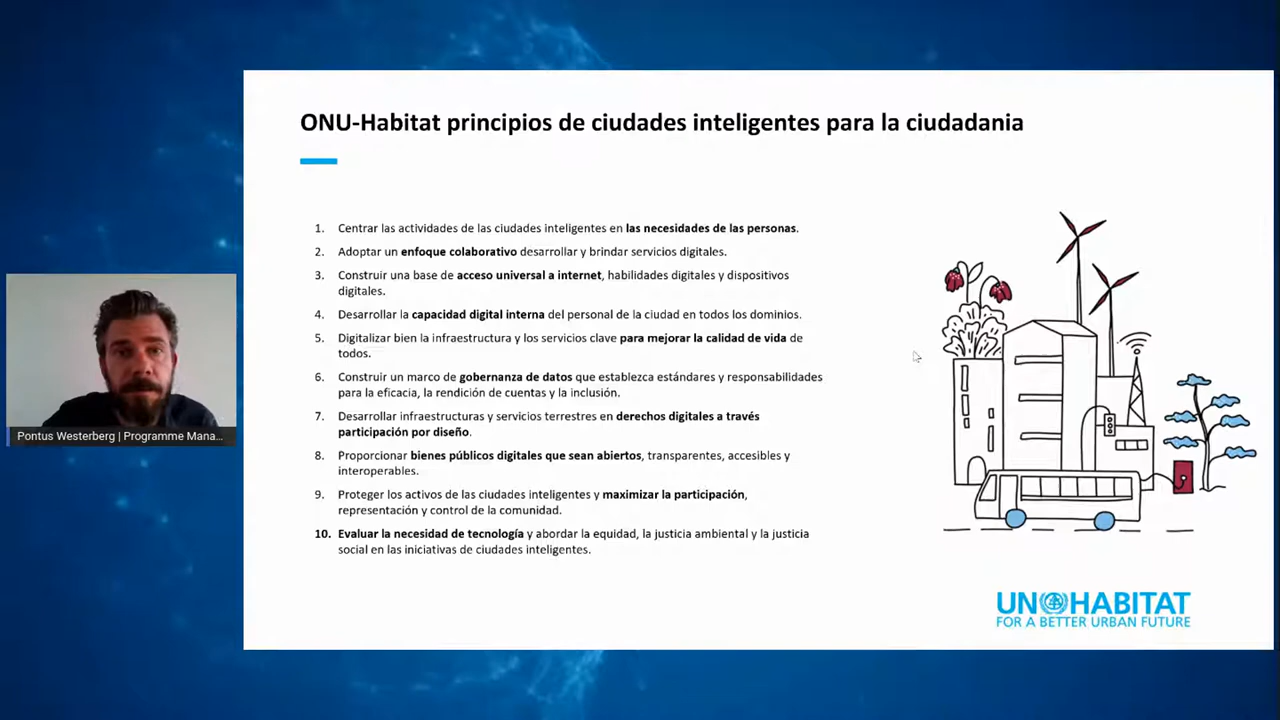 ONU-Habitat principios de ciudades inteligentes para la ciudadania
1. Centrar las actividades de las ciudades inteligentes en las necesidades de las personas.
2. Adoptar un enfoque colaborativo desarrollar y brindar servicios digitales.
3. Construir una base de acceso universal a internet, habilidades digitales y dispositivos
digitales.
4. Desarrollar la capacidad digital interna del personal de la ciudad en todos los dominios.
5. Digitalizar bien la infraestructura y los servicios clave para mejorar la calidad de vida de
todos.
6. Construir un marco de gobernanza de datos que establezca estándares y responsabilidades
para la eficacia, la rendición de cuentas y la inclusión.
7. Desarrollar infraestructuras y servicios terrestres en derechos digitales a través
participación por diseño.
8. Proporcionar bienes públicos digitales que sean abiertos, transparentes, accesibles y
interoperables.
9. Proteger los activos de las ciudades inteligentes y maximizar la participación,
representación y control de la comunidad.
10. Evaluar la necesidad de tecnología y abordar la equidad, la justicia ambiental y la justicia
social en las iniciativas de ciudades inteligentes.
Pontus Westerberg | Programme Mana...
UN HABITAT
FOR A BETTER URBAN FUTURE